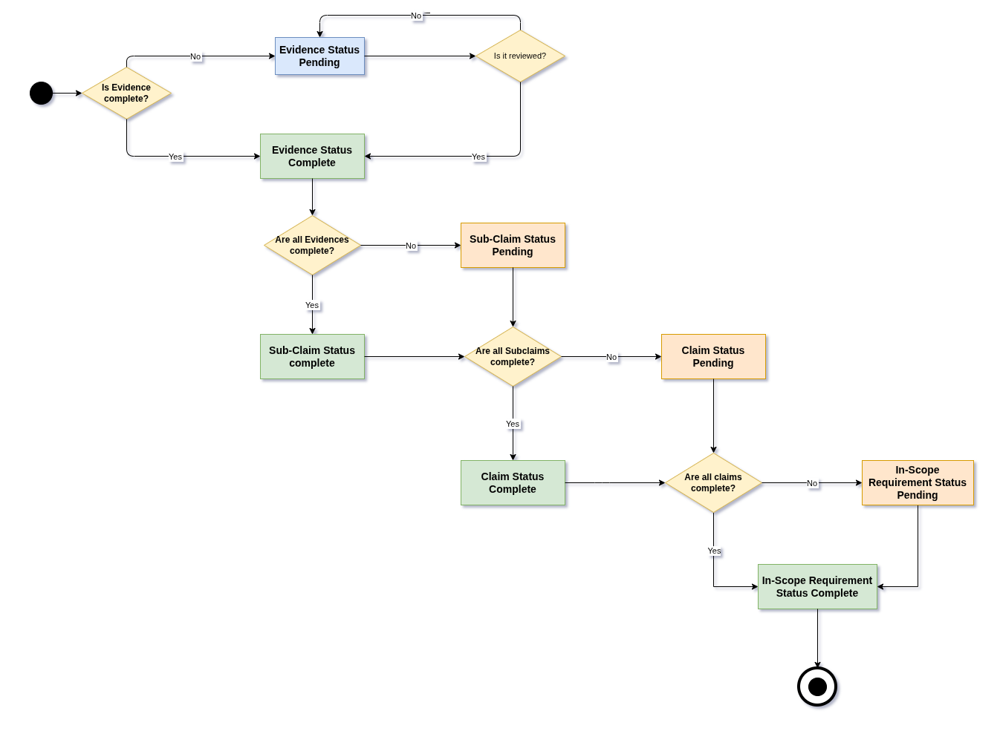 No
Evidence Status
Pending
Is it reviewed?
No
Is Evidence
complete?
Yes
Evidence Status
Complete
Yes
Are all Evidences
complete?
No
Sub-Claim Status
Pending
Yes
Sub-Claim Status
complete
Are all Subclaims
complete?
No
Claim Status
Pending
Yes
Claim Status
Complete
Are all claims
complete?
No
In-Scope
Requirement Status
Pending
Yes
In-Scope Requirement
Status Complete